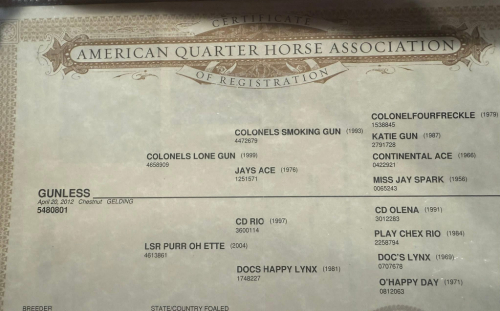 CERTIFICATE
AMERICAN QUARTER HORSE ASSOCIATION
OF REGISTRATION
COLONELFOURFRECKLE (1979)
1536845
COLONELS SMOKING GUN (1993)
4472679
KATIE GUN (1987)
2791728
COLONELS LONE GUN (1999)
4658909
CONTINENTAL ACE (1966)
0422921
JAYS ACE (1976)
1251571
MISS JAY SPARK (1956)
0065243
GUNLESS
April 20, 2012 Chestnut GELDING
5480801
CD OLENA (1991)
3012283
CD RIO (1997)
3600114
PLAY CHEX RIO (1984)
2258794
LSR PURR OH ETTE (2004)
4613861
DOC'S LYNX (1969)
0707678
DOCS HAPPY LYNX (1981)
1748227
O'HAPPY DAY (1971)
0812063
BREEDER
STATE/COUNTRY FOALED